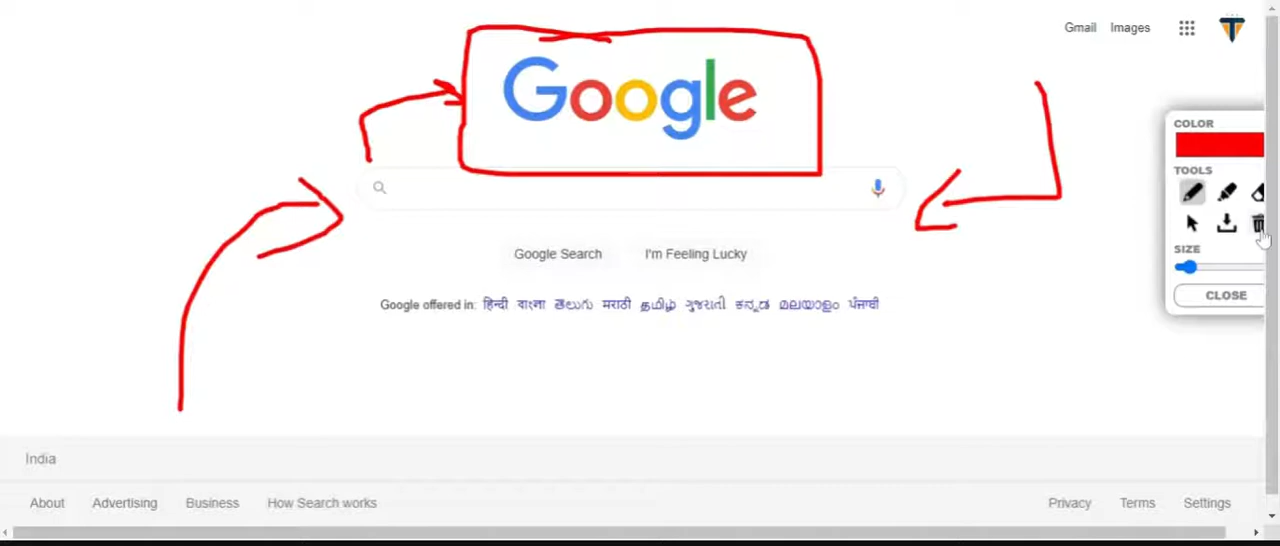 Gmail Images
Google
COLOR
TOOLS
Google Search I'm Feeling Lucky
SIZE
CLOSE
Google offered in: हिन्दी বাংলা తెలుగు मराठी தமிழ் ગુજરાતી ಕನ್ನಡ മലയാളം ਪੰਜਾਬੀ
India
About Advertising Business How Search works Privacy Terms Settings